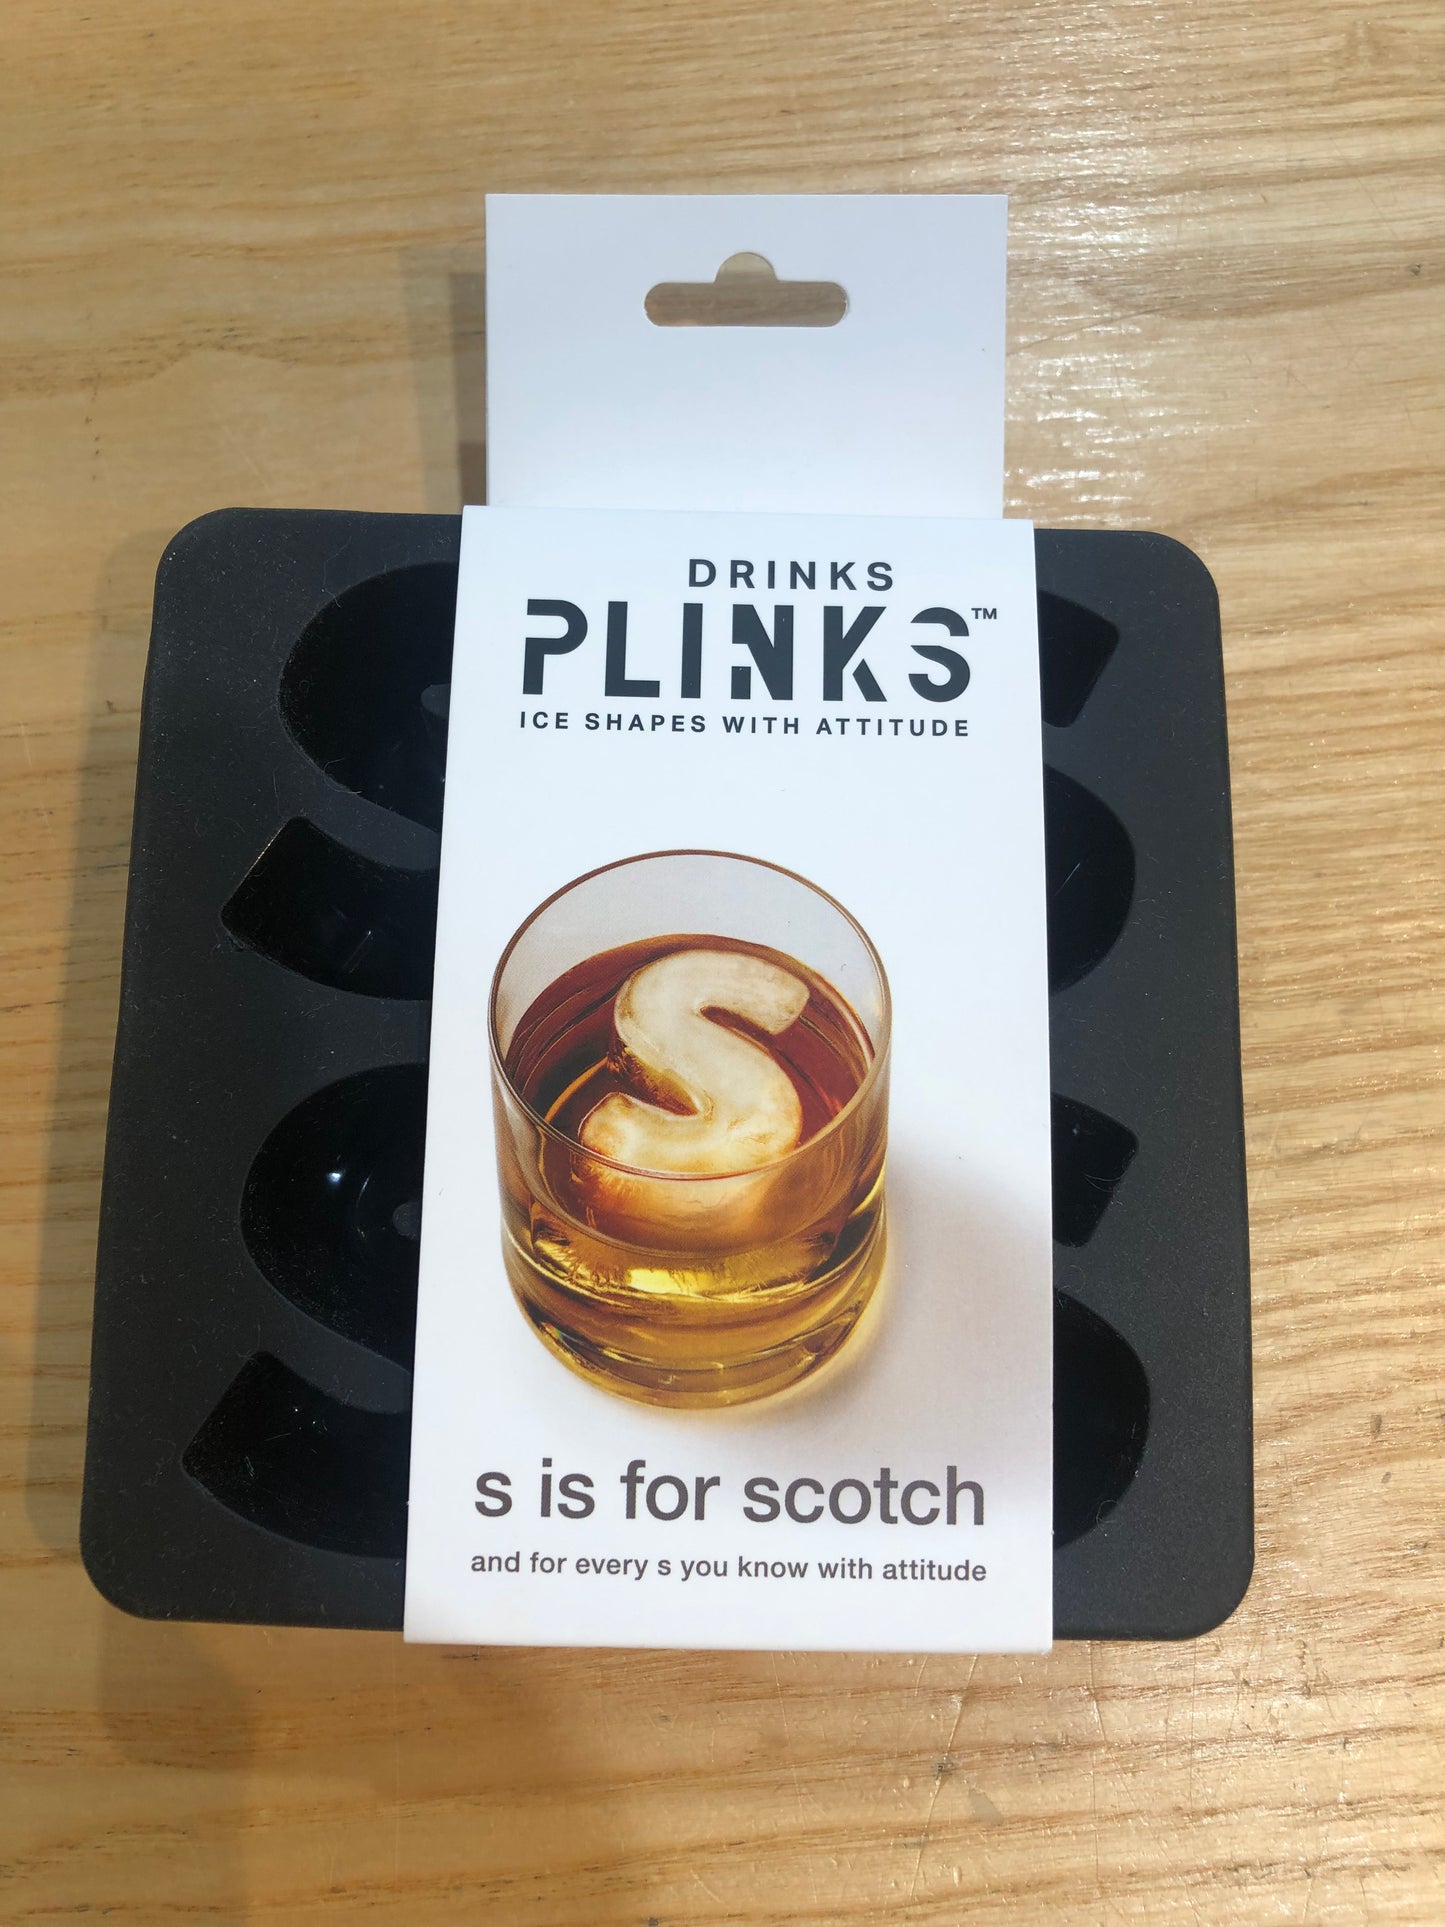 DRINKS
PLINKS™
ICE SHAPES WITH ATTITUDE
S
s is for scotch
and for every s you know with attitude